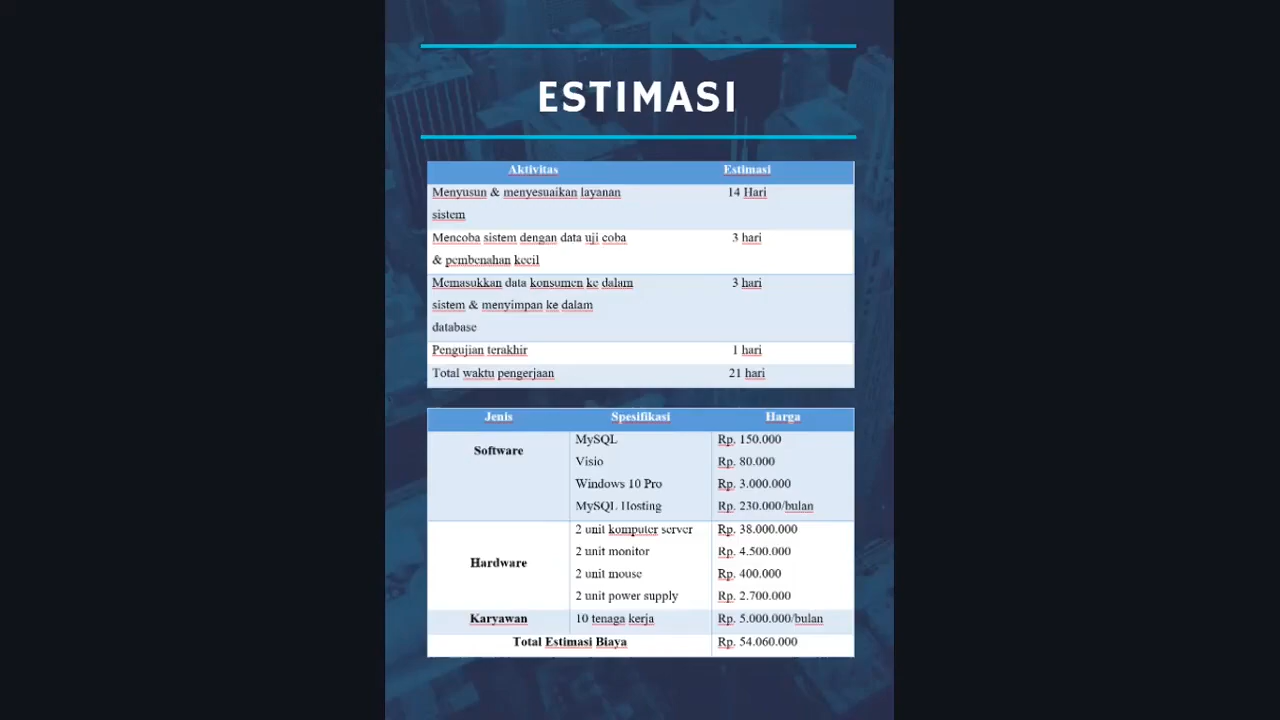 ESTIMASI
Aktivitas Estimasi
Menyusun & menyesuaikan layanan 14 Hari
sistem
Mencoba sistem dengan data uji coba 3 hari
& pembenahan kecil
Memasukkan data konsumen ke dalam 3 hari
sistem & menyimpan ke dalam
database
Pengujian terakhir 1 hari
Total waktu pengerjaan 21 hari
Jenis Spesifikasi Harga
Software
MySQL Rp. 150.000
Visio Rp. 80.000
Windows 10 Pro Rp. 3.000.000
MySQL Hosting Rp. 230.000/bulan
Hardware
2 unit komputer server Rp. 38.000.000
2 unit monitor Rp. 4.500.000
2 unit mouse Rp. 400.000
2 unit power supply Rp. 2.700.000
Karyawan 10 tenaga kerja Rp. 5.000.000/bulan
Total Estimasi Biaya Rp. 54.060.000